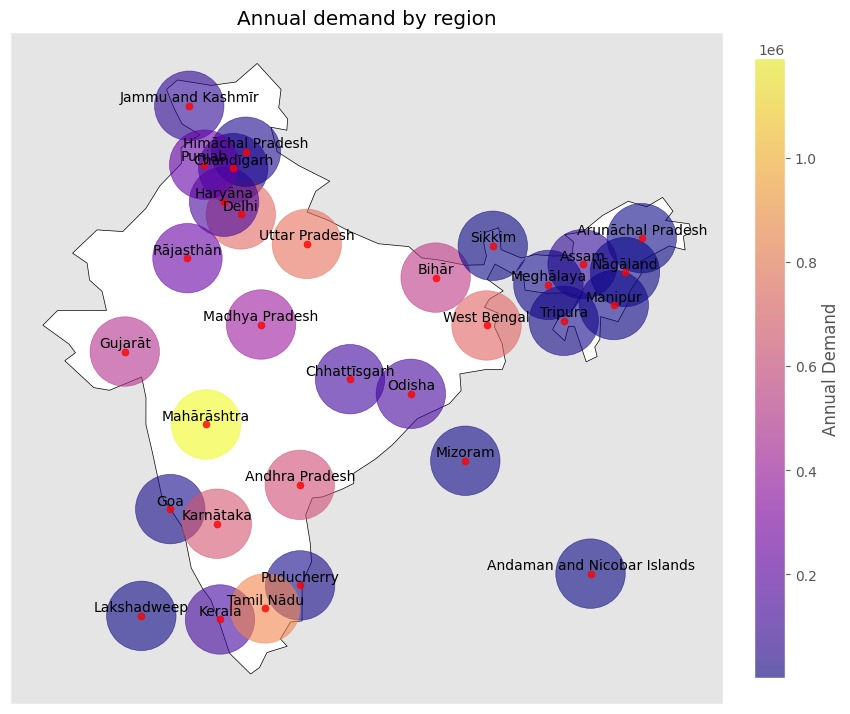 Annual demand by region
1e6
Jammu and Kashmīr
Himāchal Pradesh
Punjab
Chandīgarh
Haryāna
Delhi
Uttar Pradesh
Rājasthān
Sikkim
Arunāchal Pradesh
Assam
Nāgāland
Bihār
Meghālaya
Manipur
Tripura
West Bengal
Madhya Pradesh
Gujarāt
Chhattīsgarh
Odisha
Mahārāshtra
Mizoram
Andhra Pradesh
Goa
Karnātaka
Andaman and Nicobar Islands
Puducherry
Tamil Nādu
Lakshadweep
Kerala
1.0
0.8
0.6
0.4
0.2
Annual Demand